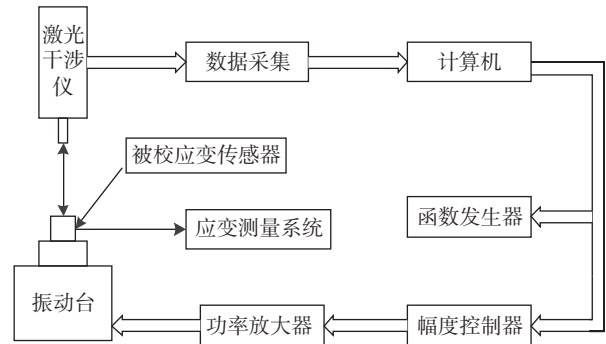 激光
干涉
仪
数据采集
计算机
被校应变传感器
应变测量系统
函数发生器
振动台
功率放大器
幅度控制器